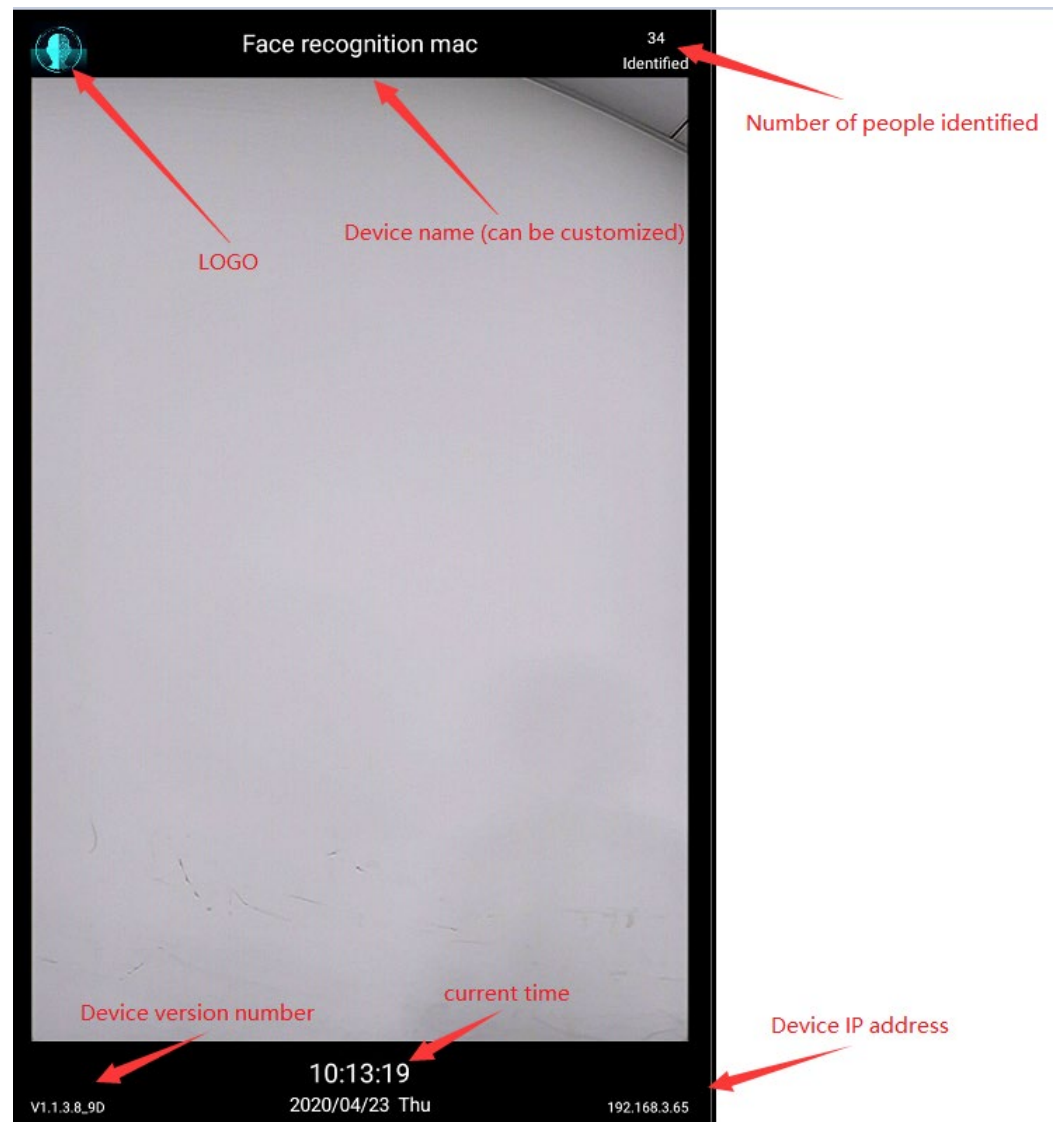 Face recognition mac
34
Identified
Number of people identified
Device name (can be customized)
LOGO
current time
Device version number
Device IP address
10:13:19
V1.1.3.8_9D
2020/04/23 Thu
192.168.3.65